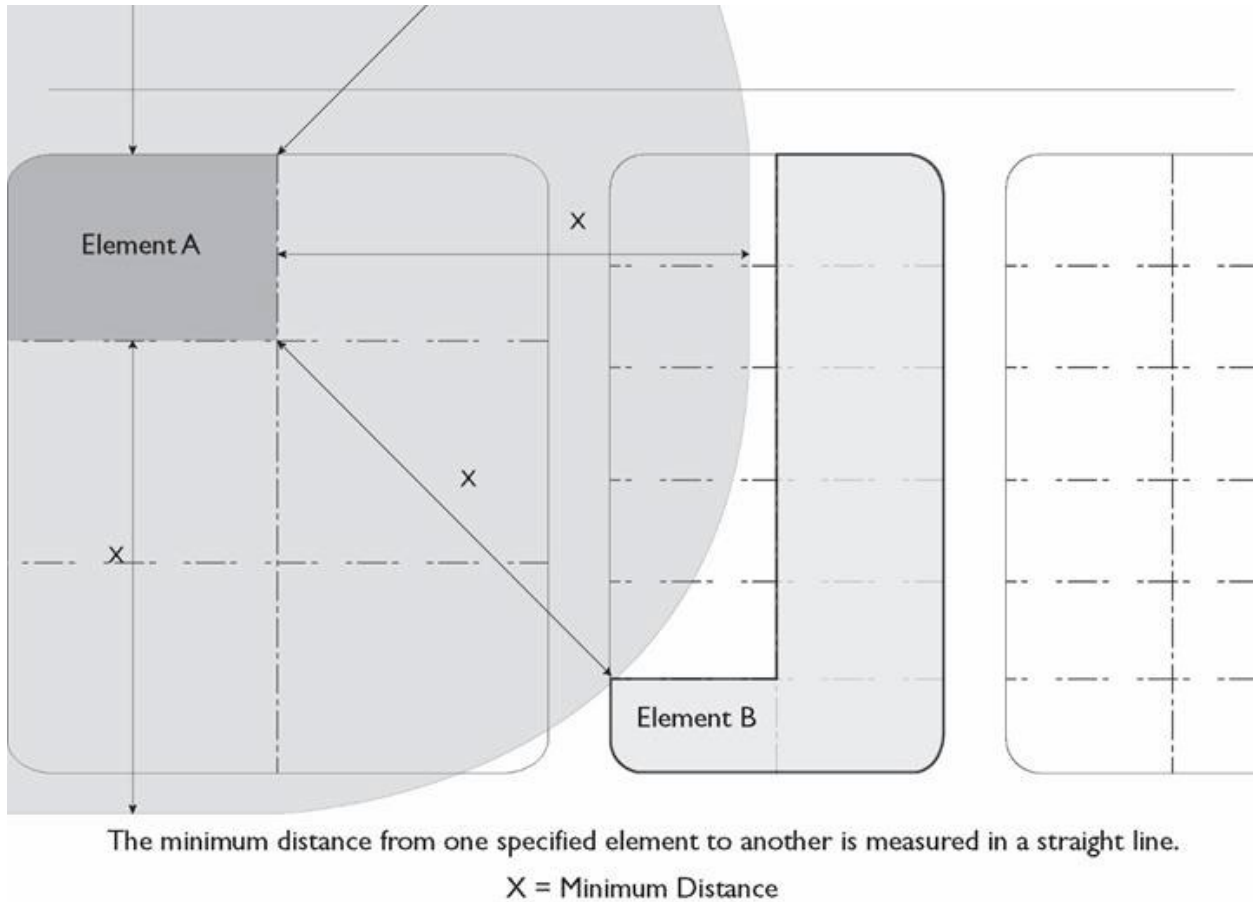 Element A
X
X
X
Element B
The minimum distance from one specified element to another is measured in a straight line.
X = Minimum Distance